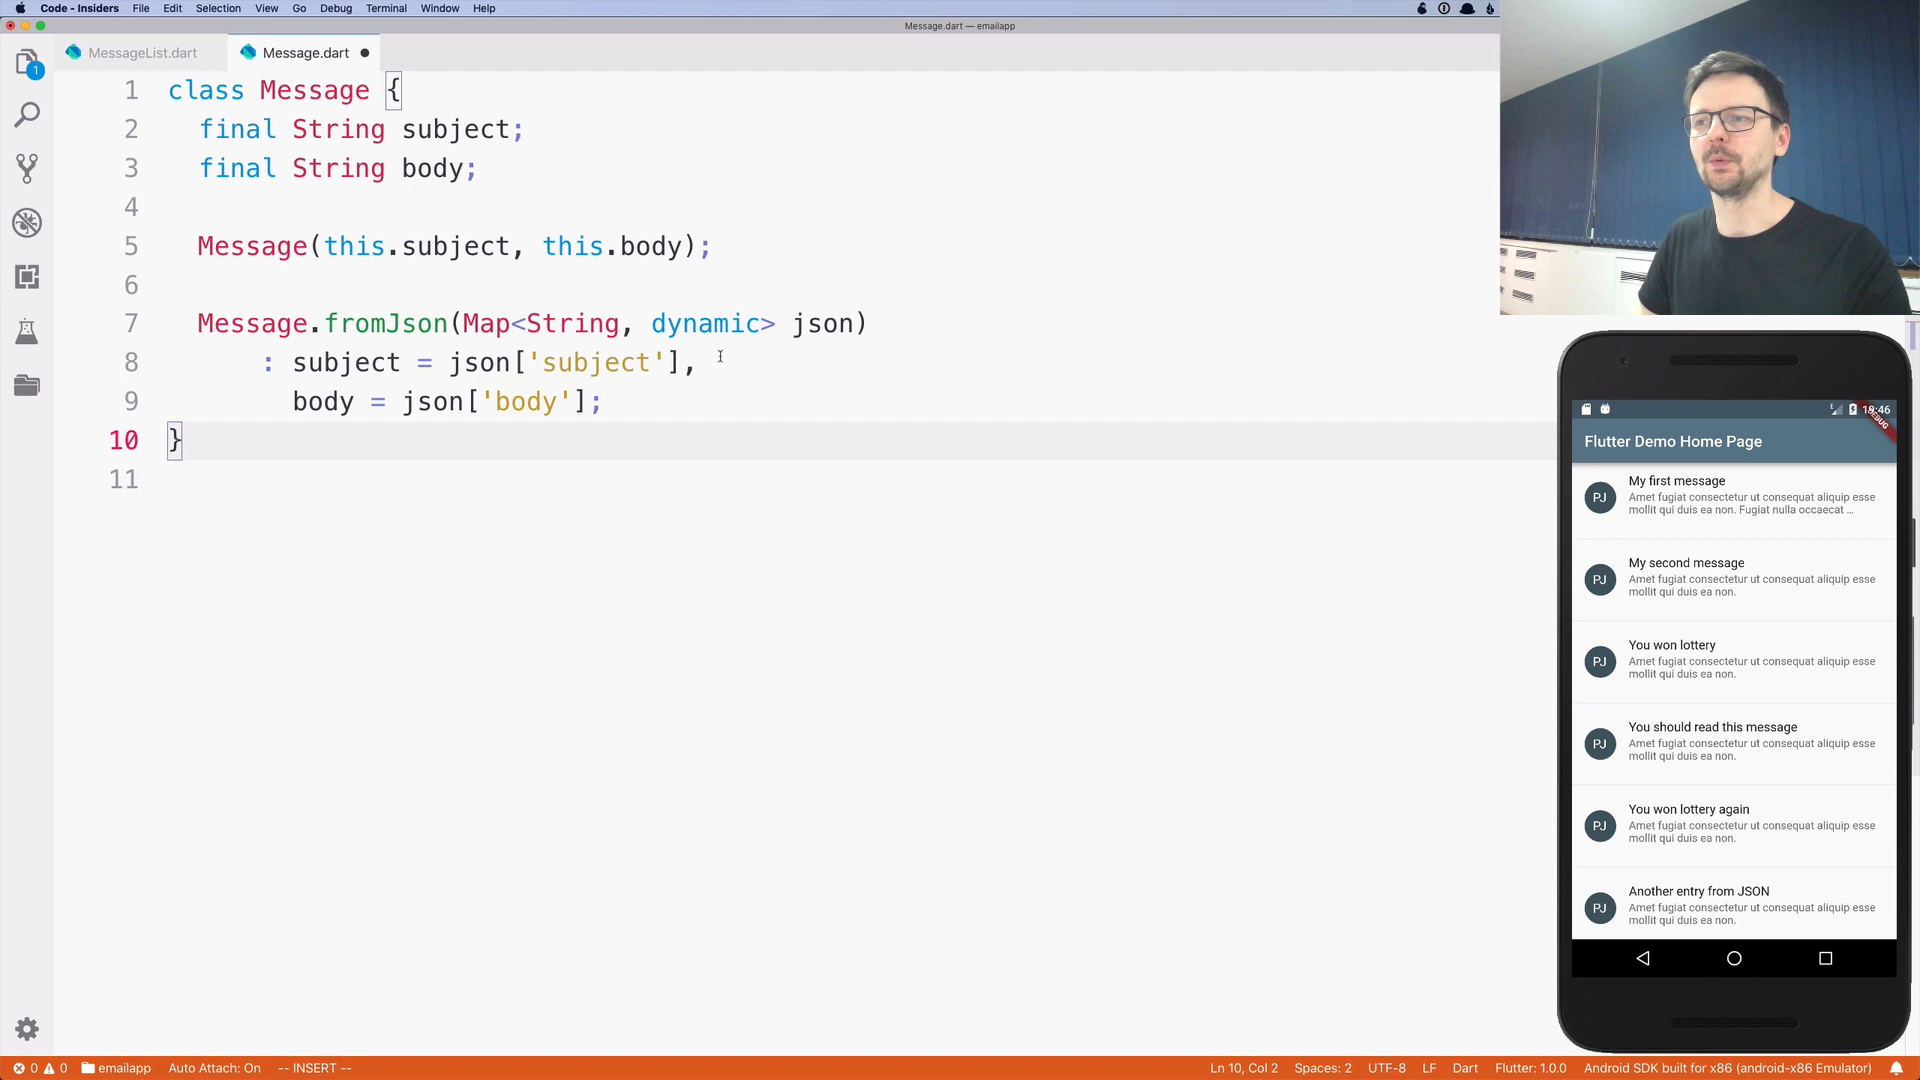 Code - Insiders File Edit Selection View Go Debug Terminal Window Help
Message.dart — emailapp
MessageList.dart Message.dart
1
1 class Message {
2 final String subject;
3 final String body;
4
5 Message(this.subject, this.body);
6
7 Message.fromJson(Map<String, dynamic> json)
8 : subject = json['subject'],
9 body = json['body'];
10 }
11
19:46
DEBUG
Flutter Demo Home Page
PJ
My first message
Amet fugiat consectetur ut consequat aliquip esse
mollit qui duis ea non. Fugiat nulla occaecat ...
PJ
My second message
Amet fugiat consectetur ut consequat aliquip esse
mollit qui duis ea non.
PJ
You won lottery
Amet fugiat consectetur ut consequat aliquip esse
mollit qui duis ea non.
PJ
You should read this message
Amet fugiat consectetur ut consequat aliquip esse
mollit qui duis ea non.
PJ
You won lottery again
Amet fugiat consectetur ut consequat aliquip esse
mollit qui duis ea non.
PJ
Another entry from JSON
Amet fugiat consectetur ut consequat aliquip esse
mollit qui duis ea non.
0 0 emailapp Auto Attach: On -- INSERT -- Ln 10, Col 2 Spaces: 2 UTF-8 LF Dart Flutter: 1.0.0 Android SDK built for x86 (android-x86 Emulator)